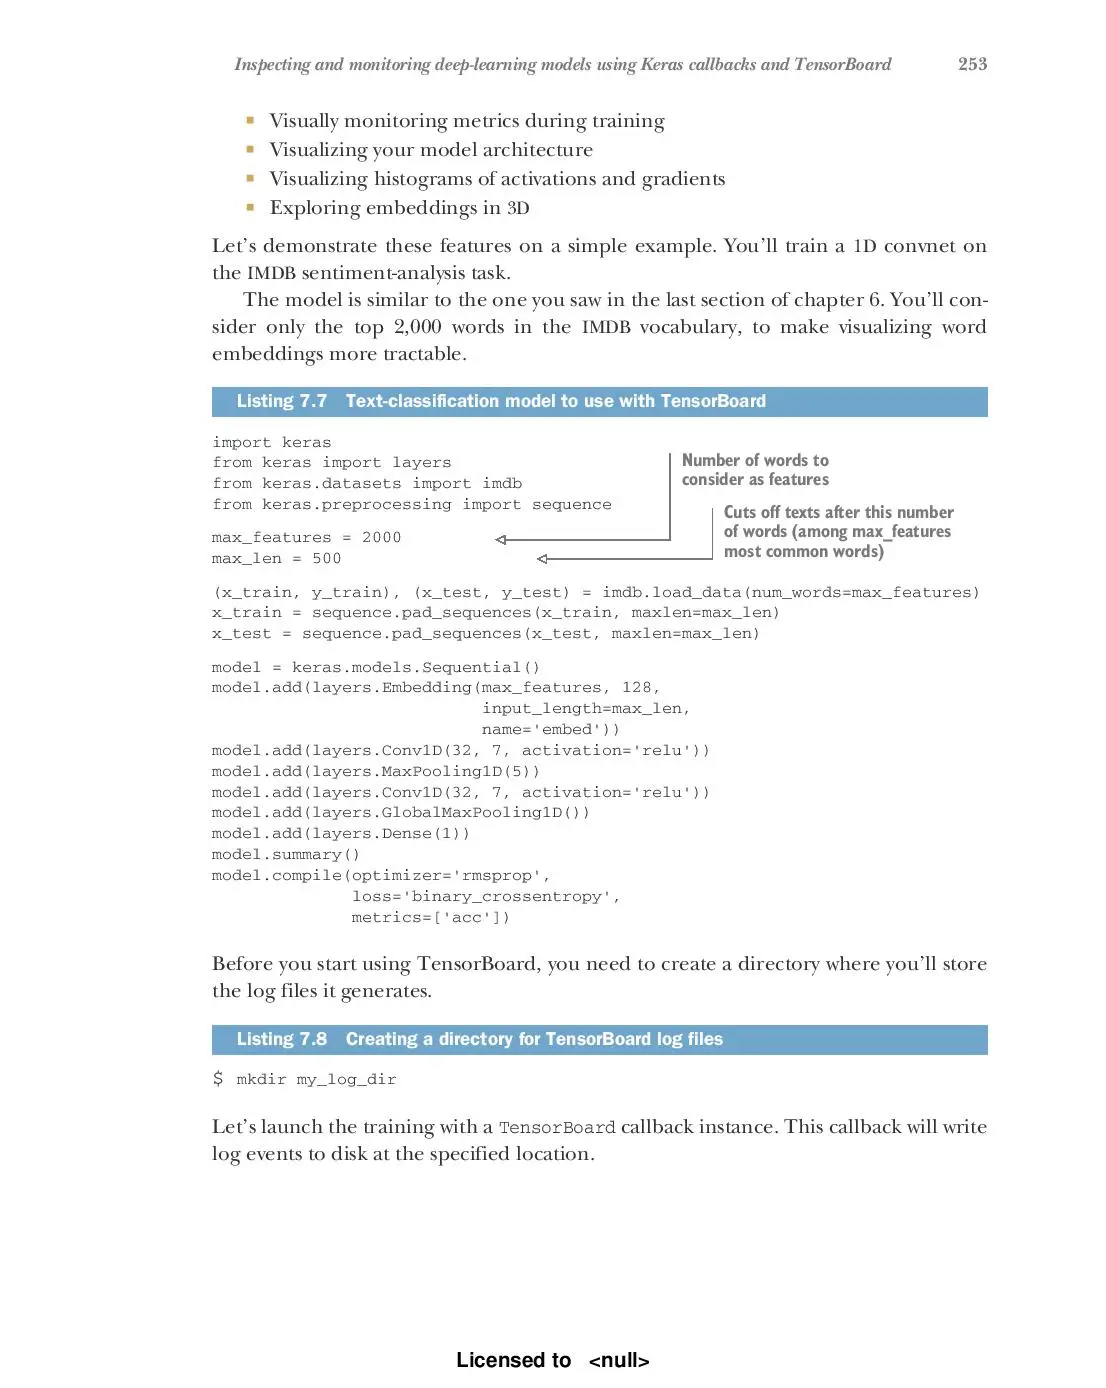 Inspecting and monitoring deep-learning models using Keras callbacks and TensorBoard 253
Visually monitoring metrics during training
Visualizing your model architecture
Visualizing histograms of activations and gradients
Exploring embeddings in 3D
Let’s demonstrate these features on a simple example. You’ll train a 1D convnet on
the IMDB sentiment-analysis task.
The model is similar to the one you saw in the last section of chapter 6. You’ll con-
sider only the top 2,000 words in the IMDB vocabulary, to make visualizing word
embeddings more tractable.
Listing 7.7 Text-classification model to use with TensorBoard
import keras
from keras import layers
from keras.datasets import imdb
from keras.preprocessing import sequence
Number of words to
consider as features
Cuts off texts after this number
of words (among max_features
most common words)
max_features = 2000
max_len = 500
(x_train, y_train), (x_test, y_test) = imdb.load_data(num_words=max_features)
x_train = sequence.pad_sequences(x_train, maxlen=max_len)
x_test = sequence.pad_sequences(x_test, maxlen=max_len)
model = keras.models.Sequential()
model.add(layers.Embedding(max_features, 128,
input_length=max_len,
name='embed'))
model.add(layers.Conv1D(32, 7, activation='relu'))
model.add(layers.MaxPooling1D(5))
model.add(layers.Conv1D(32, 7, activation='relu'))
model.add(layers.GlobalMaxPooling1D())
model.add(layers.Dense(1))
model.summary()
model.compile(optimizer='rmsprop',
loss='binary_crossentropy',
metrics=['acc'])
Before you start using TensorBoard, you need to create a directory where you’ll store
the log files it generates.
Listing 7.8 Creating a directory for TensorBoard log files
$ mkdir my_log_dir
Let’s launch the training with a TensorBoard callback instance. This callback will write
log events to disk at the specified location.
Licensed to <null>